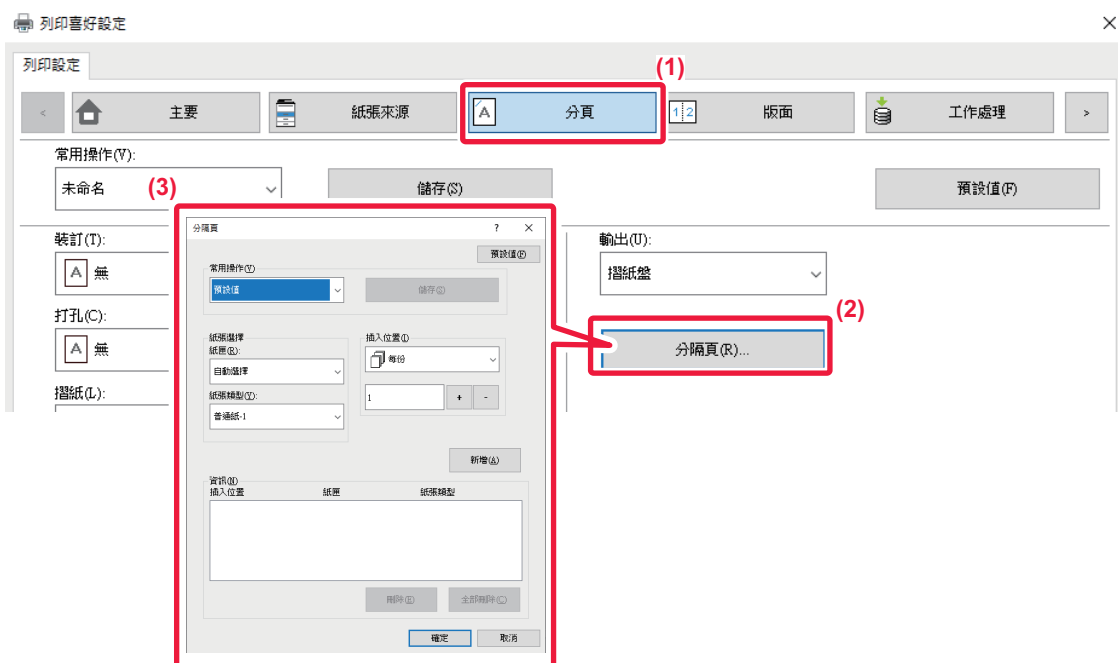 列印喜好設定
列印設定
(1)
主要
紙張來源
A
分頁
1 2
版面
工作處理
常用操作(V):
未命名
(3)
儲存(S)
預設值(F)
裝訂(T):
A 無
打孔(C):
A 無
摺紙(L):
分隔頁
?
預設值(F)
常用操作(Y)
預設值
儲存(S)
紙張選擇
紙匣(R):
自動選擇
紙張類型(Y):
普通紙-1
插入位置(I)
每份
1
+ -
新增(A)
資訊(N)
插入位置 紙匣 紙張類型
刪除(E)
全部刪除(C)
確定
取消
輸出(U):
摺紙盤
(2)
分隔頁(R)...